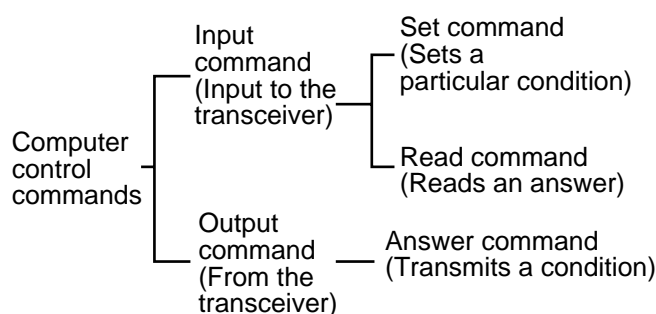 Computer
control
commands
Input
command
(Input to the
transceiver)
Set command
(Sets a
particular condition)
Read command
(Reads an answer)
Output
command
(From the
transceiver)
Answer command
(Transmits a condition)